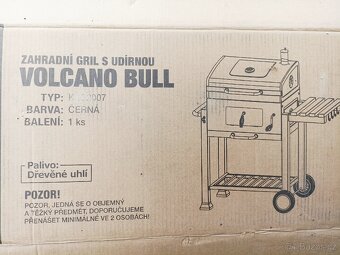 ZAHRADNÍ GRIL S UDÍRNOU
VOLCANO BULL
TYP:
BARVA: ČERNÁ
BALENÍ: 1 ks
Palivo:
Dřevěné uhlí
POZOR!
POZOR, JEDNÁ SE O OBJEMNÝ
A TĚŽKÝ PŘEDMĚT, DOPORUČUJEME
PŘENÁŠET MINIMÁLNĚ VE 2 OSOBÁCH!